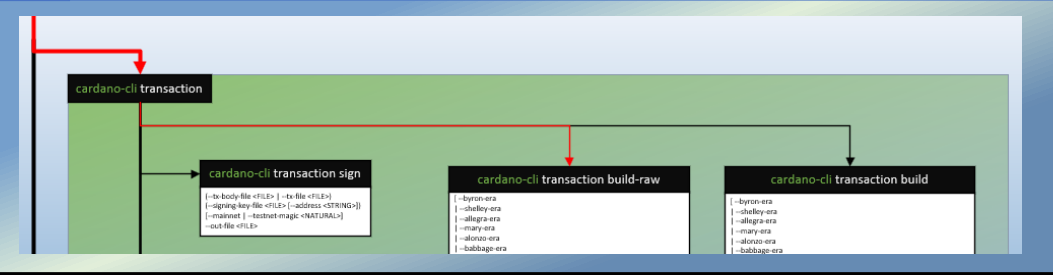 cardano-cli transaction
cardano-cli transaction sign
(--tx-body-file <FILE> | --tx-file <FILE>)
(--signing-key-file <FILE> [--address <STRING>])
[--mainnet | --testnet-magic <NATURAL>]
--out-file <FILE>
cardano-cli transaction build-raw
[ --byron-era
| --shelley-era
| --allegra-era
| --mary-era
| --alonzo-era
| --babbage-era
cardano-cli transaction build
[ --byron-era
| --shelley-era
| --allegra-era
| --mary-era
| --alonzo-era
| --babbage-era